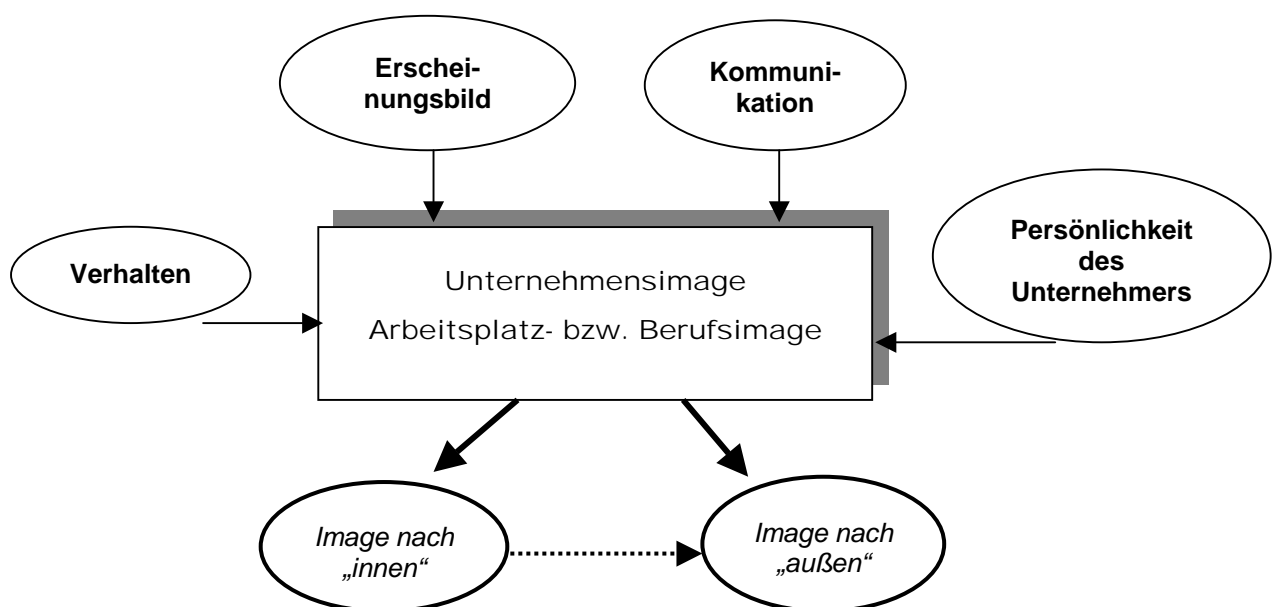 Erschei-
nungsbild
Kommuni-
kation
Verhalten
Persönlichkeit
des
Unternehmers
Unternehmensimage
Arbeitsplatz- bzw. Berufsimage
Image nach
„innen“
Image nach
„außen“